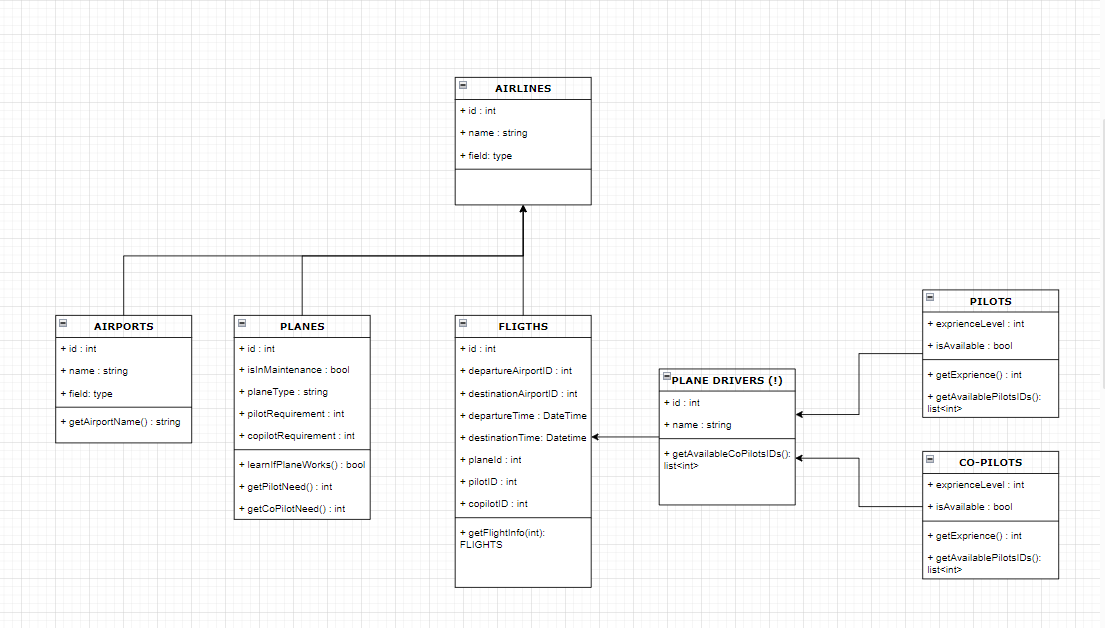 AIRLINES
+ id : int
+ name : string
+ field: type
AIRPORTS
+ id : int
+ name : string
+ field: type
+ getAirportName() : string
PLANES
+ id : int
+ isInMaintenance : bool
+ planeType : string
+ pilotRequirement : int
+ copilotRequirement : int
+ learnIfPlaneWorks() : bool
+ getPilotNeed() : int
+ getCoPilotNeed() : int
FLIGTHS
+ id : int
+ departureAirportID : int
+ destinationAirportID : int
+ departureTime : DateTime
+ destinationTime: Datetime
+ planeId : int
+ pilotID : int
+ copilotID : int
+ getFlightInfo(int):
FLIGHTS
PLANE DRIVERS (!)
+ id : int
+ name : string
+ getAvailableCoPilotsIDs():
list<int>
PILOTS
+ exprienceLevel : int
+ isAvailable : bool
+ getExprience() : int
+ getAvailablePilotsIDs():
list<int>
CO-PILOTS
+ exprienceLevel : int
+ isAvailable : bool
+ getExprience() : int
+ getAvailablePilotsIDs():
list<int>